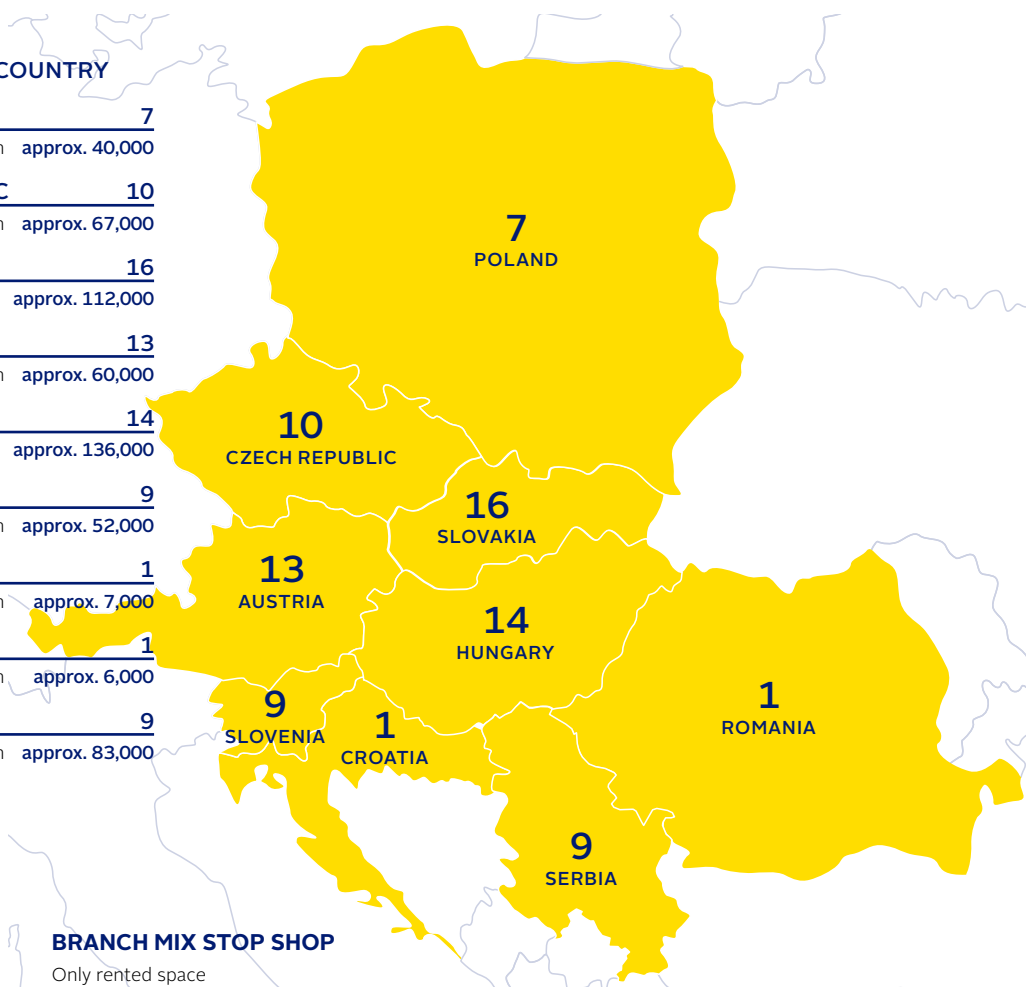 COUNTRY
7
approx. 40,000
10
approx. 67,000
16
approx. 112,000
13
approx. 60,000
14
approx. 136,000
9
approx. 52,000
1
approx. 7,000
1
approx. 6,000
9
approx. 83,000
7
POLAND
10
CZECH REPUBLIC
16
SLOVAKIA
13
AUSTRIA
14
HUNGARY
9
SLOVENIA
1
CROATIA
1
ROMANIA
9
SERBIA
BRANCH MIX STOP SHOP
Only rented space